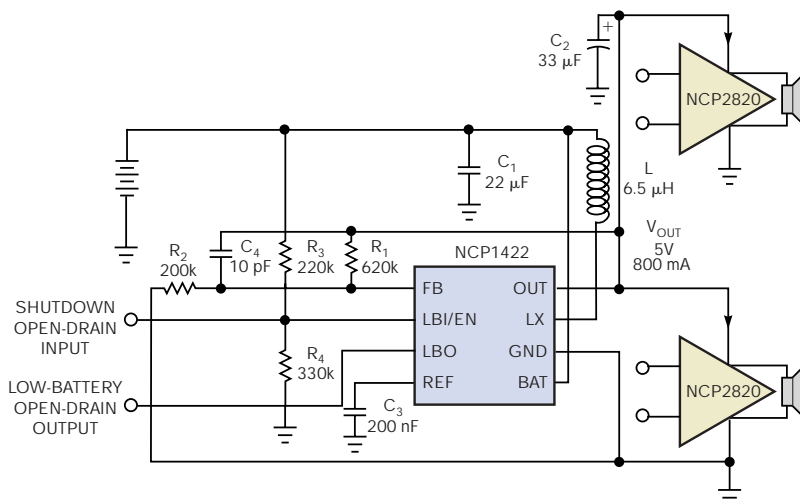 C2
33 µF
+
NCP2820
C1
22 µF
L
6.5 µH
VOUT
5V
800 mA
R2
200k
C4
10 pF
R3
220k
R1
620k
NCP1422
FB
OUT
LBI/EN
LX
LBO
GND
REF
BAT
SHUTDOWN
OPEN-DRAIN
INPUT
R4
330k
LOW-BATTERY
OPEN-DRAIN
OUTPUT
C3
200 nF
NCP2820